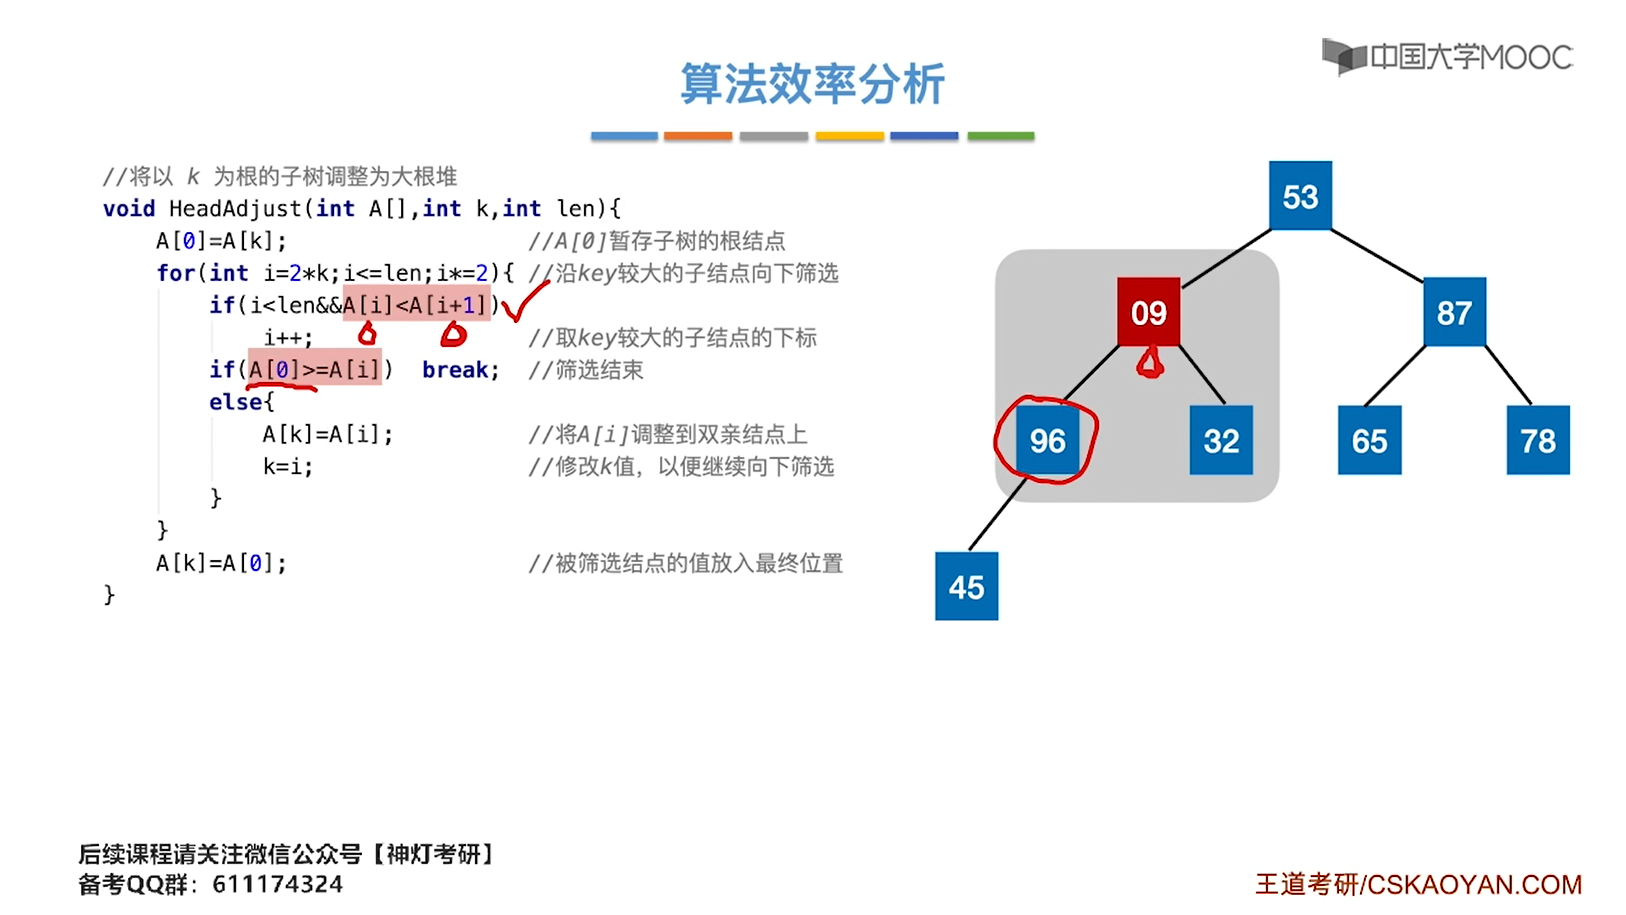 中国大学MOOC
算法效率分析
//将以 k 为根的子树调整为大根堆
void HeadAdjust(int A[],int k,int len){
A[0]=A[k]; //A[0]暂存子树的根结点
for(int i=2*k;i<=len;i*=2){ //沿key较大的子结点向下筛选
if(i<len&&A[i]<A[i+1])
i++; //取key较大的子结点的下标
if(A[0]>=A[i]) break; //筛选结束
else{
A[k]=A[i]; //将A[i]调整到双亲结点上
k=i; //修改k值，以便继续向下筛选
}
}
A[k]=A[0]; //被筛选结点的值放入最终位置
}
53
09
87
96
32
65
78
45
后续课程请关注微信公众号【神灯考研】
备考QQ群：611174324
王道考研/CSKAOYAN.COM